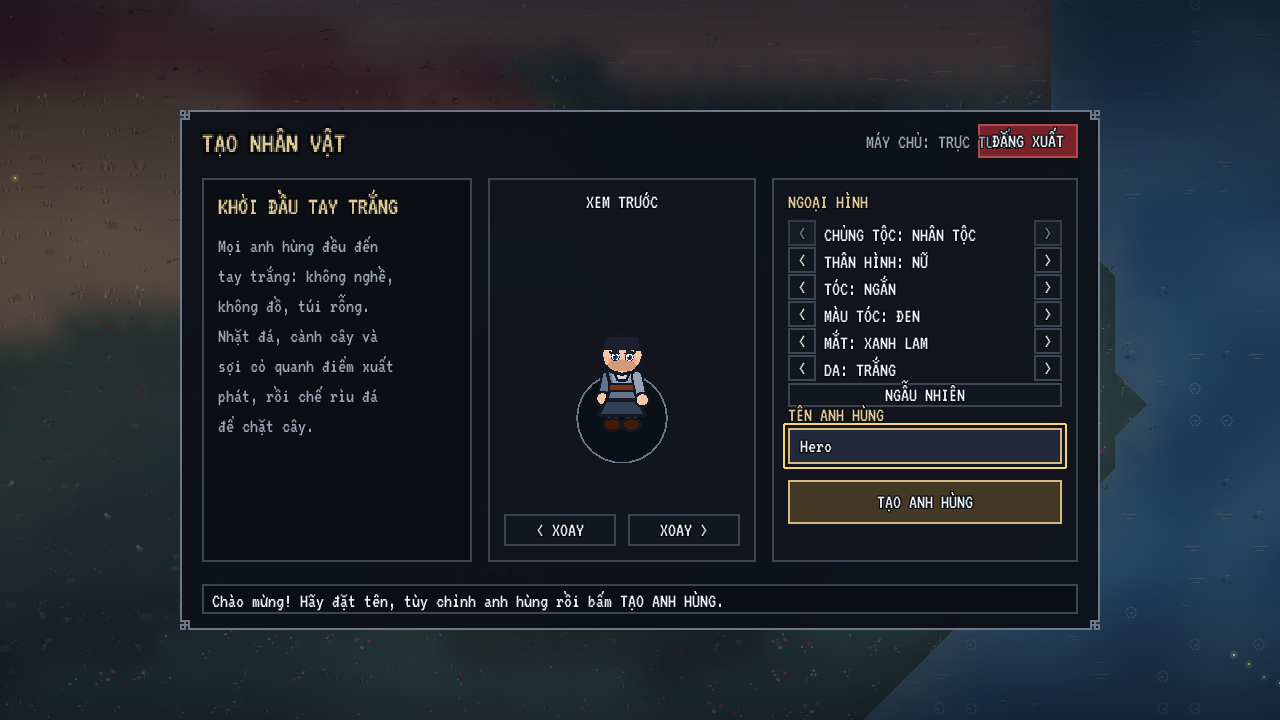 TẠO NHÂN VẬT
MÁY CHỦ: TRỰC
ĐĂNG XUẤT
KHỞI ĐẦU TAY TRẮNG
Mọi anh hùng đều đến
tay trắng: không nghề,
không đồ, túi rỗng.
Nhặt đá, cành cây và
sợi cỏ quanh điểm xuất
phát, rồi chế rìu đá
để chặt cây.
XEM TRƯỚC
< XOAY
XOAY >
NGOẠI HÌNH
< CHỦNG TỘC: NHÂN TỘC >
< THÂN HÌNH: NỮ >
< TÓC: NGẮN >
< MÀU TÓC: ĐEN >
< MẮT: XANH LAM >
< DA: TRẮNG >
NGẪU NHIÊN
TÊN ANH HÙNG
Hero
TẠO ANH HÙNG
Chào mừng! Hãy đặt tên, tùy chỉnh anh hùng rồi bấm TẠO ANH HÙNG.